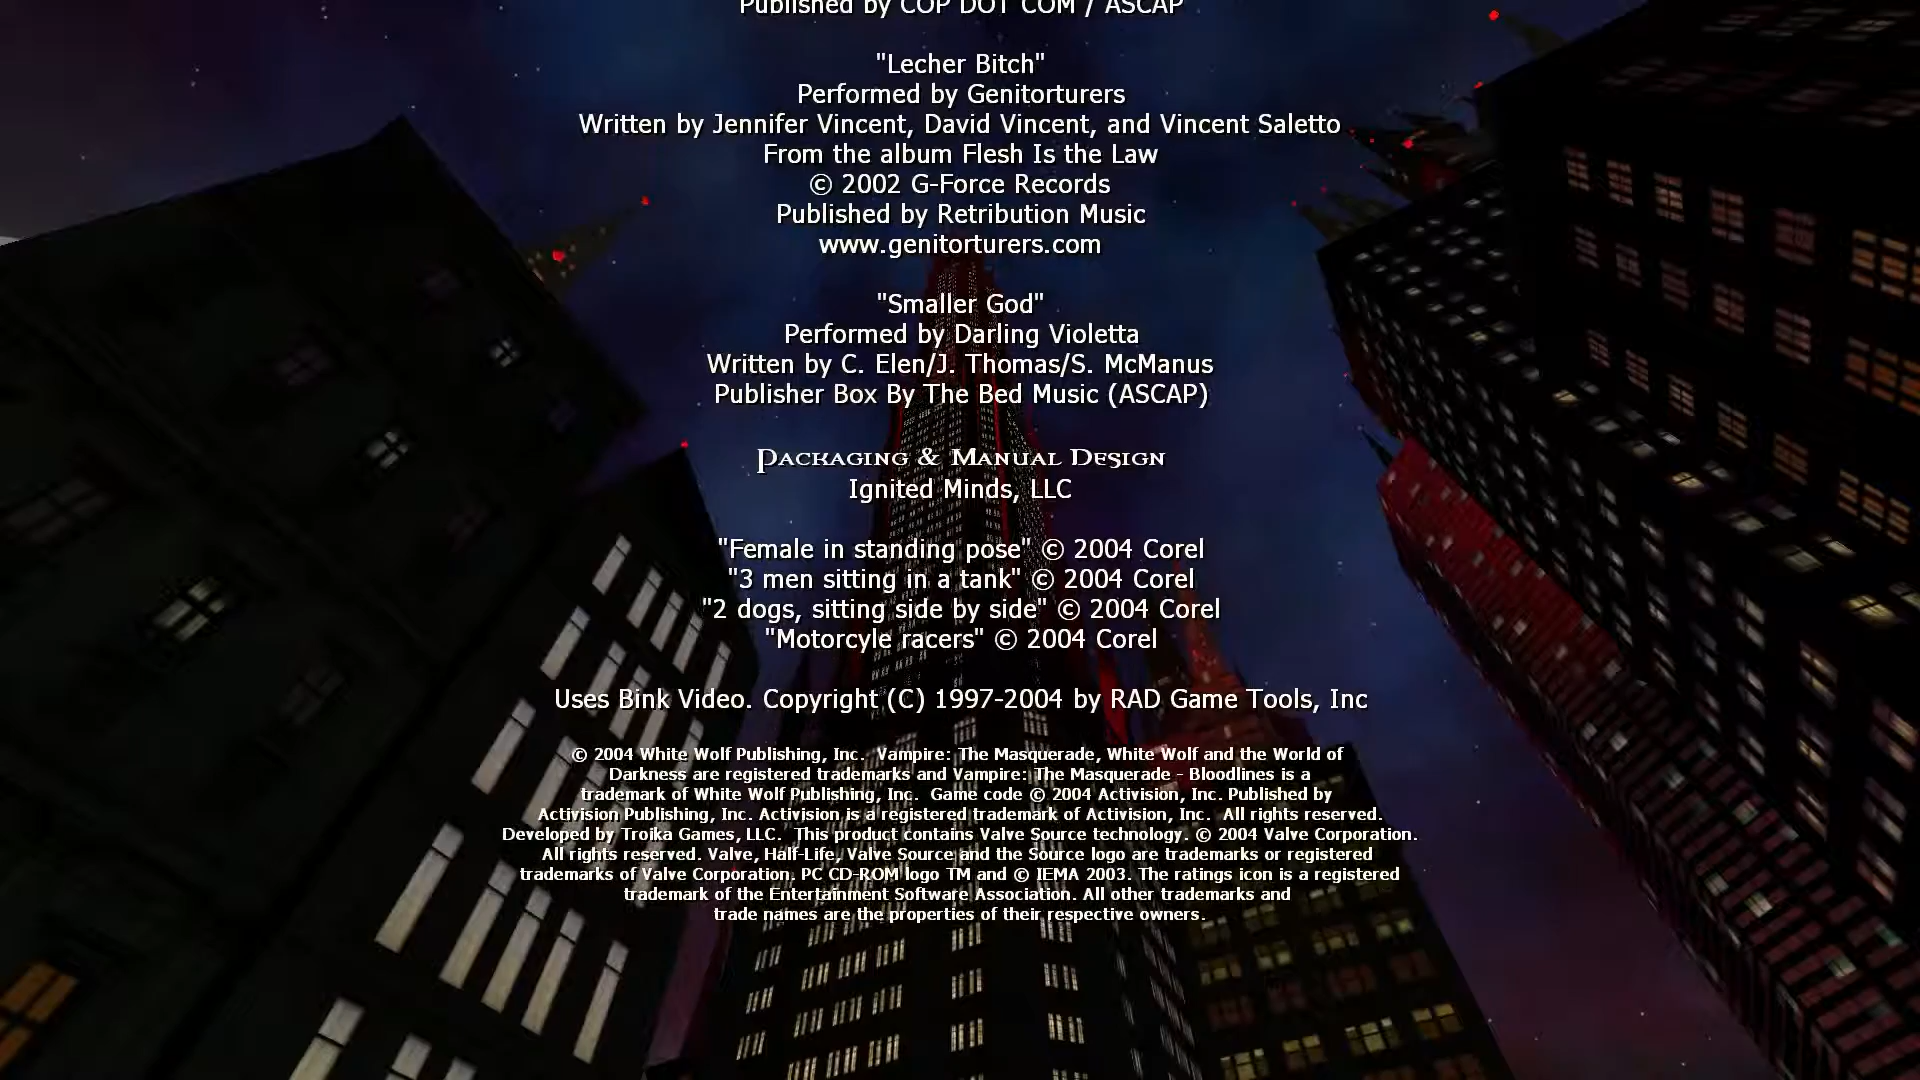 Published by COP DOT COM / ASCAP
"Lecher Bitch"
Performed by Genitorturers
Written by Jennifer Vincent, David Vincent, and Vincent Saletto
From the album Flesh Is the Law
© 2002 G-Force Records
Published by Retribution Music
www.genitorturers.com
"Smaller God"
Performed by Darling Violetta
Written by C. Elen/J. Thomas/S. McManus
Publisher Box By The Bed Music (ASCAP)
Packaging & Manual Design
Ignited Minds, LLC
"Female in standing pose" © 2004 Corel
"3 men sitting in a tank" © 2004 Corel
"2 dogs, sitting side by side" © 2004 Corel
"Motorcyle racers" © 2004 Corel
Uses Bink Video. Copyright (C) 1997-2004 by RAD Game Tools, Inc
© 2004 White Wolf Publishing, Inc. Vampire: The Masquerade, White Wolf and the World of
Darkness are registered trademarks and Vampire: The Masquerade - Bloodlines is a
trademark of White Wolf Publishing, Inc. Game code © 2004 Activision, Inc. Published by
Activision Publishing, Inc. Activision is a registered trademark of Activision, Inc. All rights reserved.
Developed by Troika Games, LLC. This product contains Valve Source technology. © 2004 Valve Corporation.
All rights reserved. Valve, Half-Life, Valve Source and the Source logo are trademarks or registered
trademarks of Valve Corporation. PC CD-ROM logo TM and © IEMA 2003. The ratings icon is a registered
trademark of the Entertainment Software Association. All other trademarks and
trade names are the properties of their respective owners.